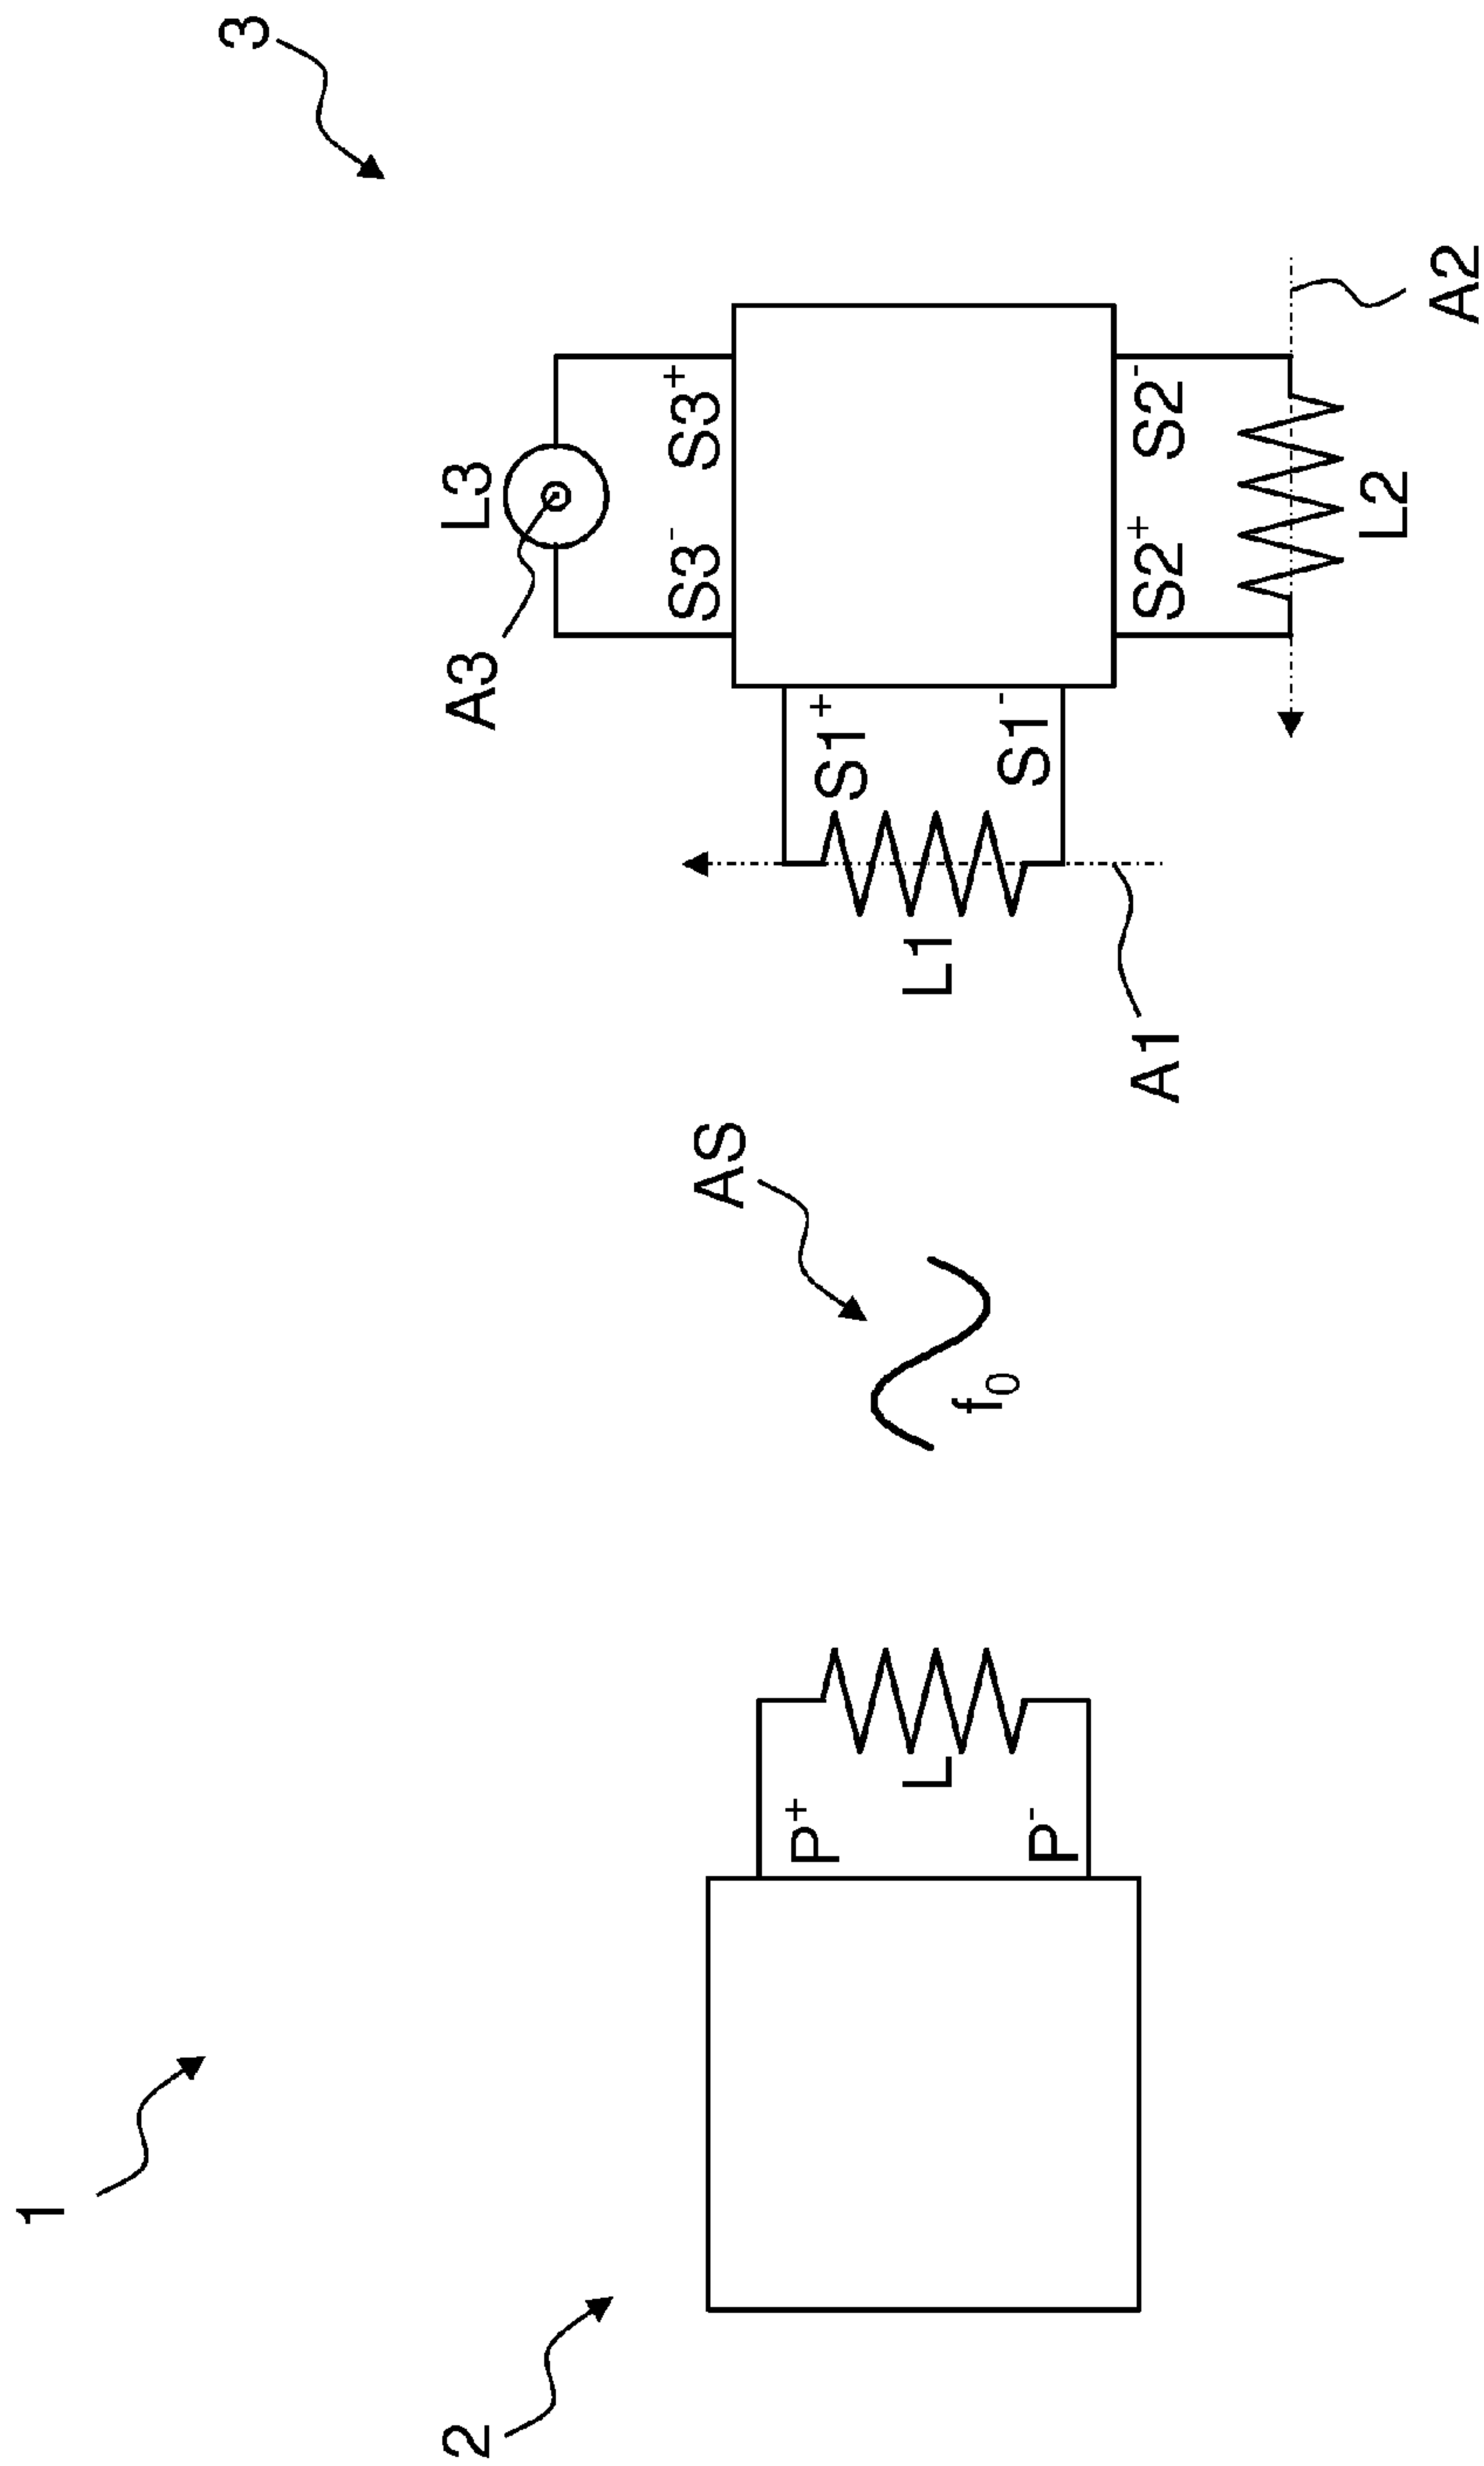 1
3
2
A3
L3
S3⁻
S3⁺
AS
P⁺
S1⁺
L
L1
f₀
P⁻
S1⁻
A1
S2⁺
S2⁻
L2
A2